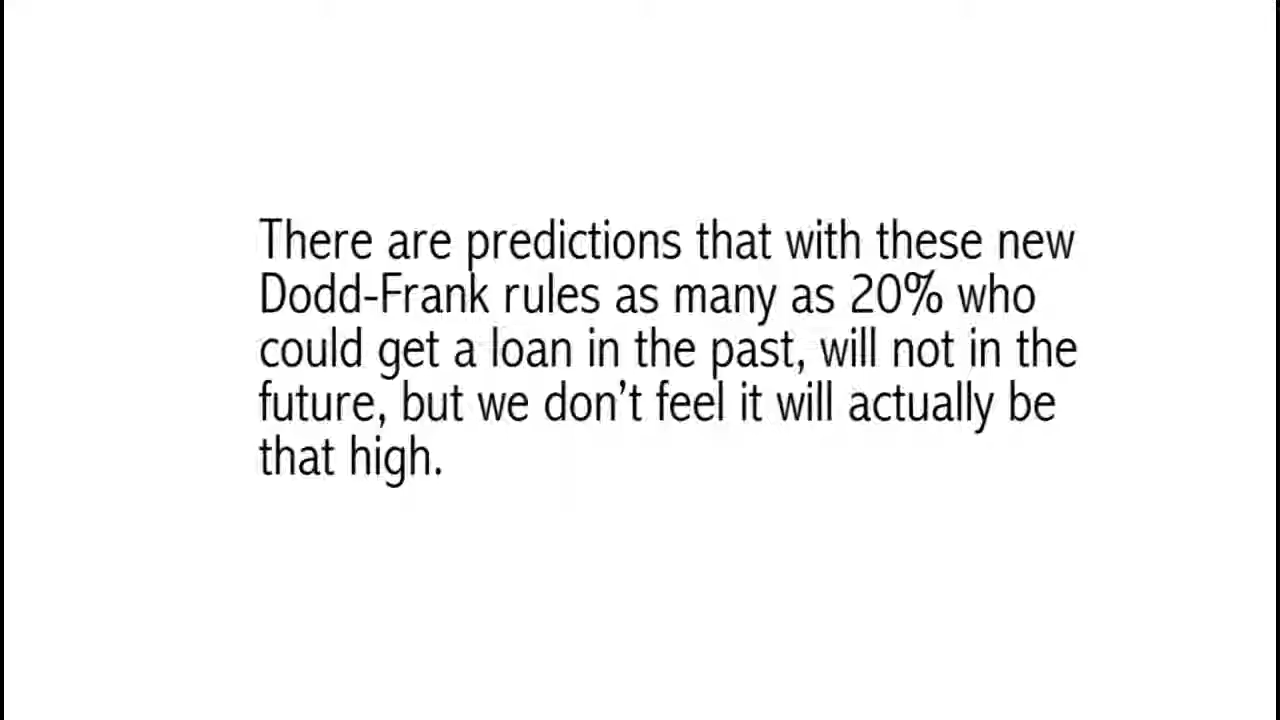 There are predictions that with these new
Dodd-Frank rules as many as 20% who
could get a loan in the past, will not in the
future, but we don’t feel it will actually be
that high.